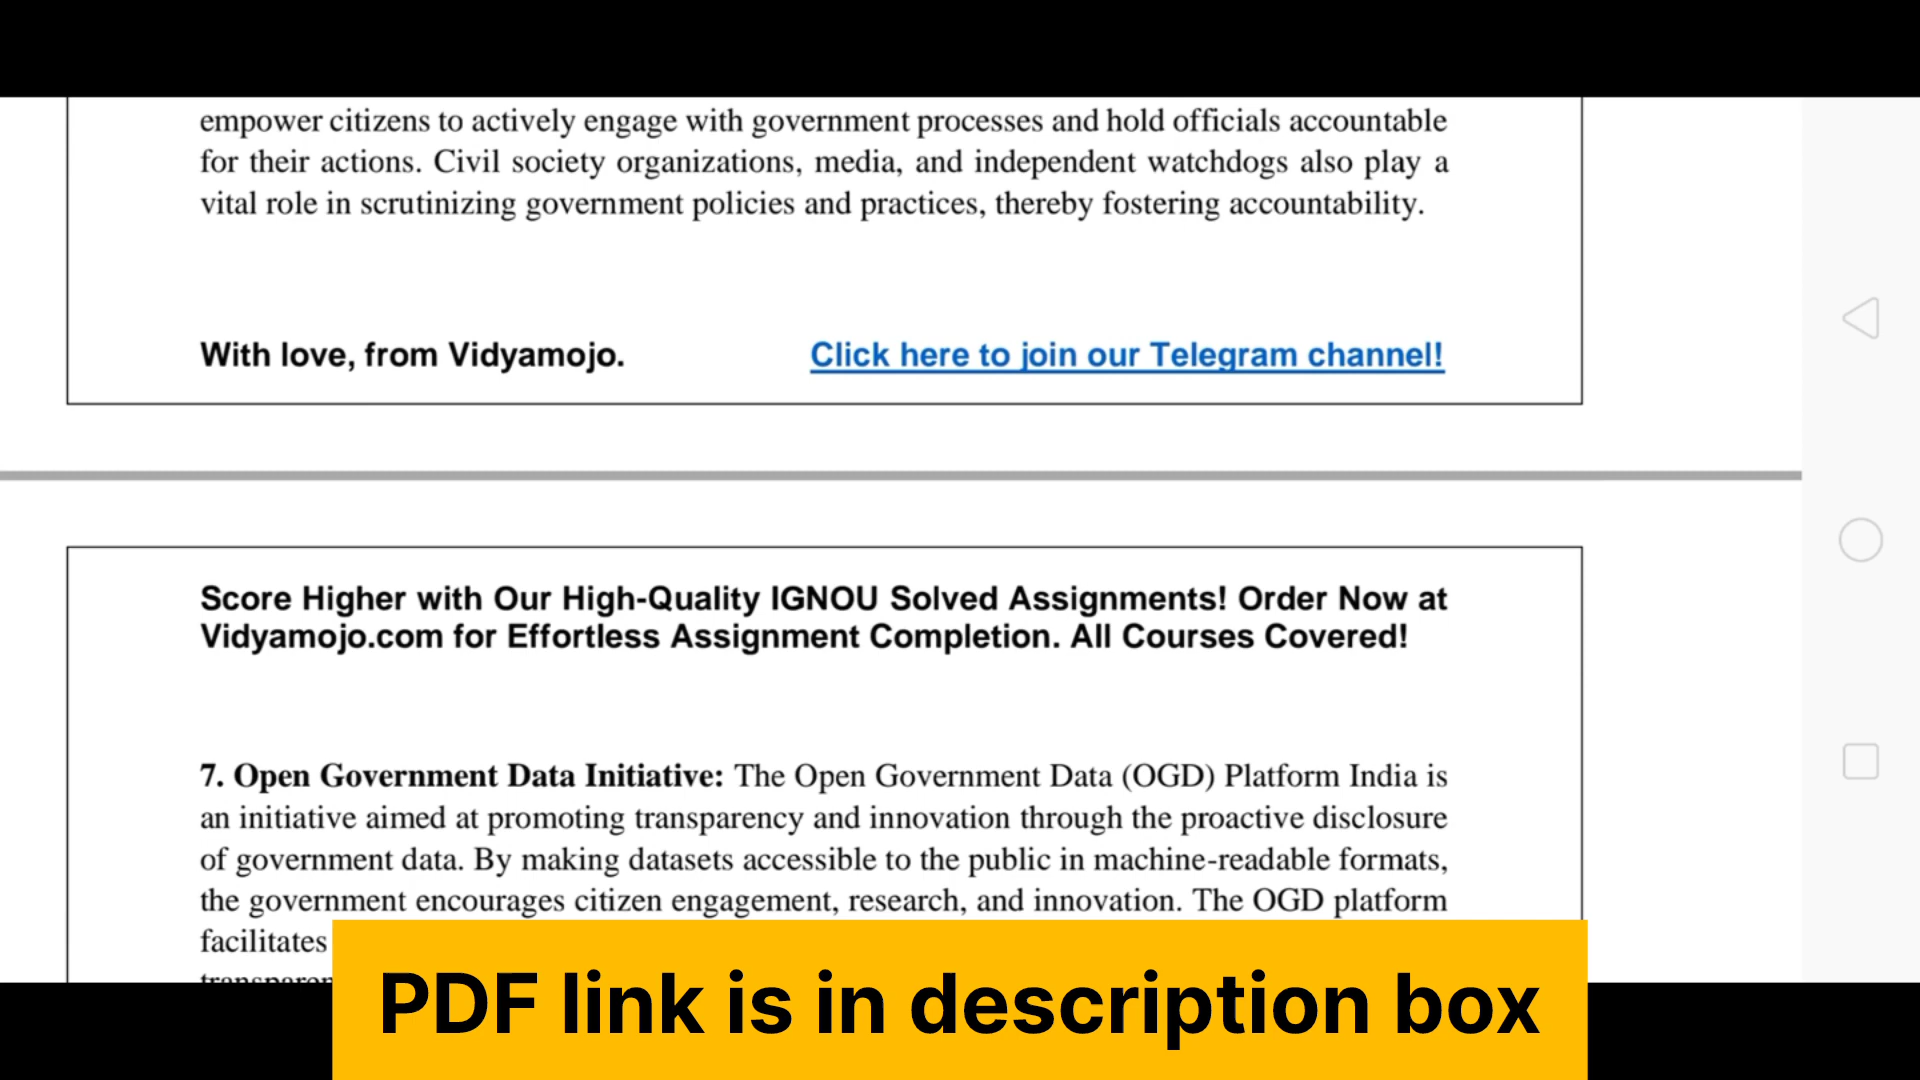 empower citizens to actively engage with government processes and hold officials accountable
for their actions. Civil society organizations, media, and independent watchdogs also play a
vital role in scrutinizing government policies and practices, thereby fostering accountability.
With love, from Vidyamojo.
Click here to join our Telegram channel!
Score Higher with Our High-Quality IGNOU Solved Assignments! Order Now at
Vidyamojo.com for Effortless Assignment Completion. All Courses Covered!
7. Open Government Data Initiative: The Open Government Data (OGD) Platform India is
an initiative aimed at promoting transparency and innovation through the proactive disclosure
of government data. By making datasets accessible to the public in machine-readable formats,
the government encourages citizen engagement, research, and innovation. The OGD platform
facilitates
PDF link is in description box